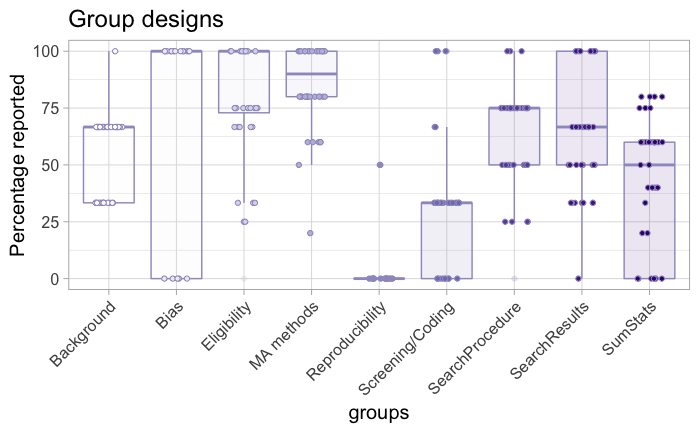 Group designs
Percentage reported
100
75
50
25
0
Background
Bias
Eligibility
MA methods
Reproducibility
Screening/Coding
SearchProcedure
SearchResults
SumStats
groups